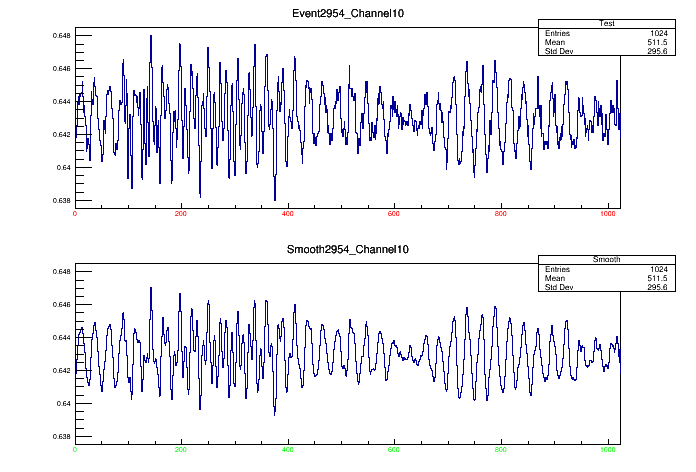 Event2954_Channel10
Test
Entries 1024
Mean 511.5
Std Dev 295.6
0.648
0.646
0.644
0.642
0.64
0.638
0 200 400 600 800 1000
Smooth2954_Channel10
Smooth
Entries 1024
Mean 511.5
Std Dev 295.6
0.648
0.646
0.644
0.642
0.64
0.638
0 200 400 600 800 1000